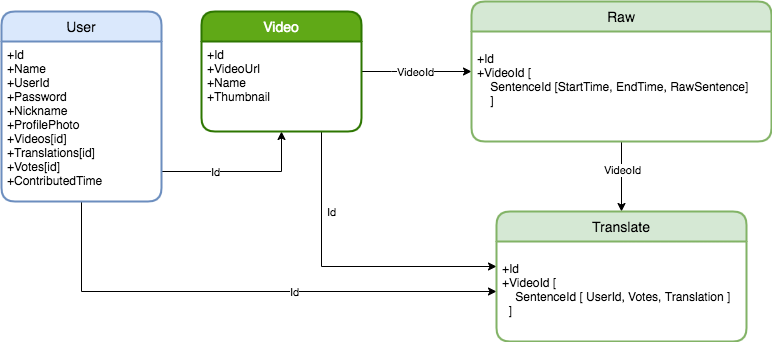 User
+Id
+Name
+UserId
+Password
+Nickname
+ProfilePhoto
+Videos[id]
+Translations[id]
+Votes[id]
+ContributedTime
Id
Video
+Id
+VideoUrl
+Name
+Thumbnail
VideoId
Raw
+Id
+VideoId [
SentenceId [StartTime, EndTime, RawSentence]
]
VideoId
Id
Id
Translate
+Id
+VideoId [
SentenceId [ UserId, Votes, Translation ]
]